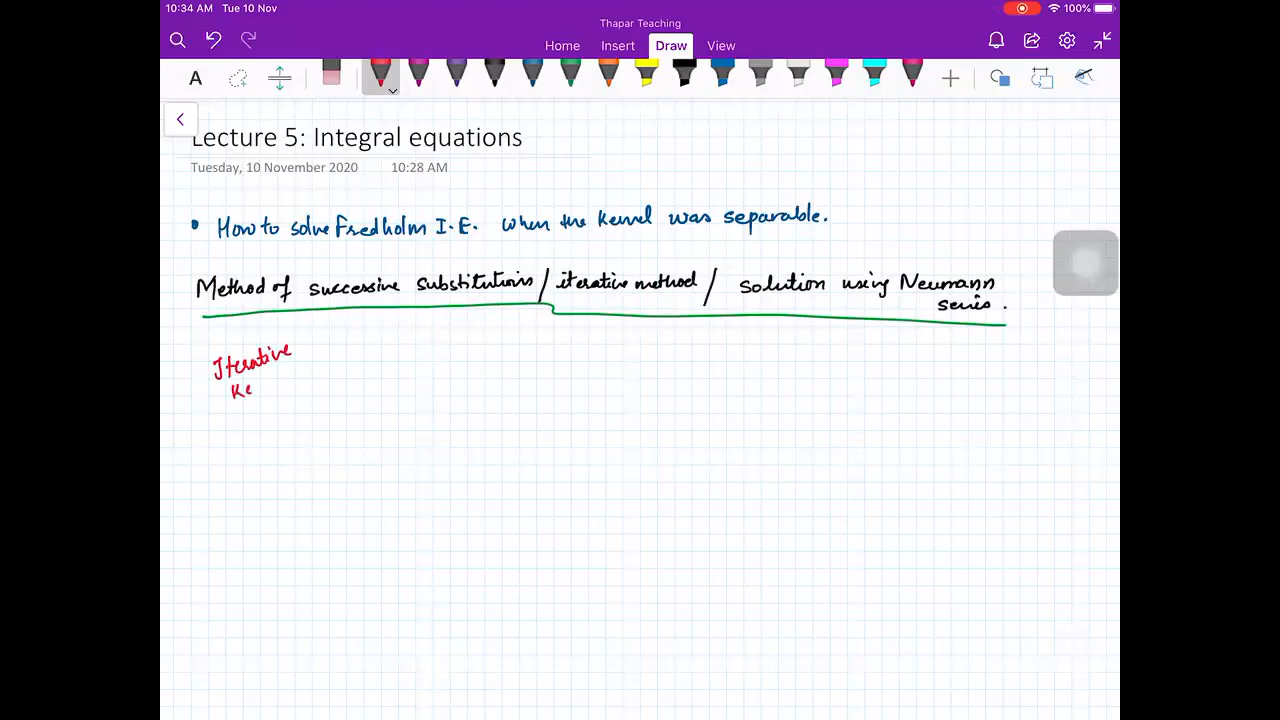 10:34 AM Tue 10 Nov
100%
Thapar Teaching
Home Insert Draw View
A
Lecture 5: Integral equations
Tuesday, 10 November 2020 10:28 AM
• How to solve Fredholm I.E. when the kernel was separable.
Method of successive substitutions / iterative method / solution using Neumann
series.
Iterative
Ke